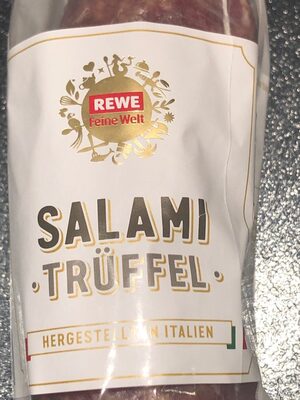 REWE
Feine Welt
SALAMI
·TRÜFFEL·
HERGESTELLT IN ITALIEN